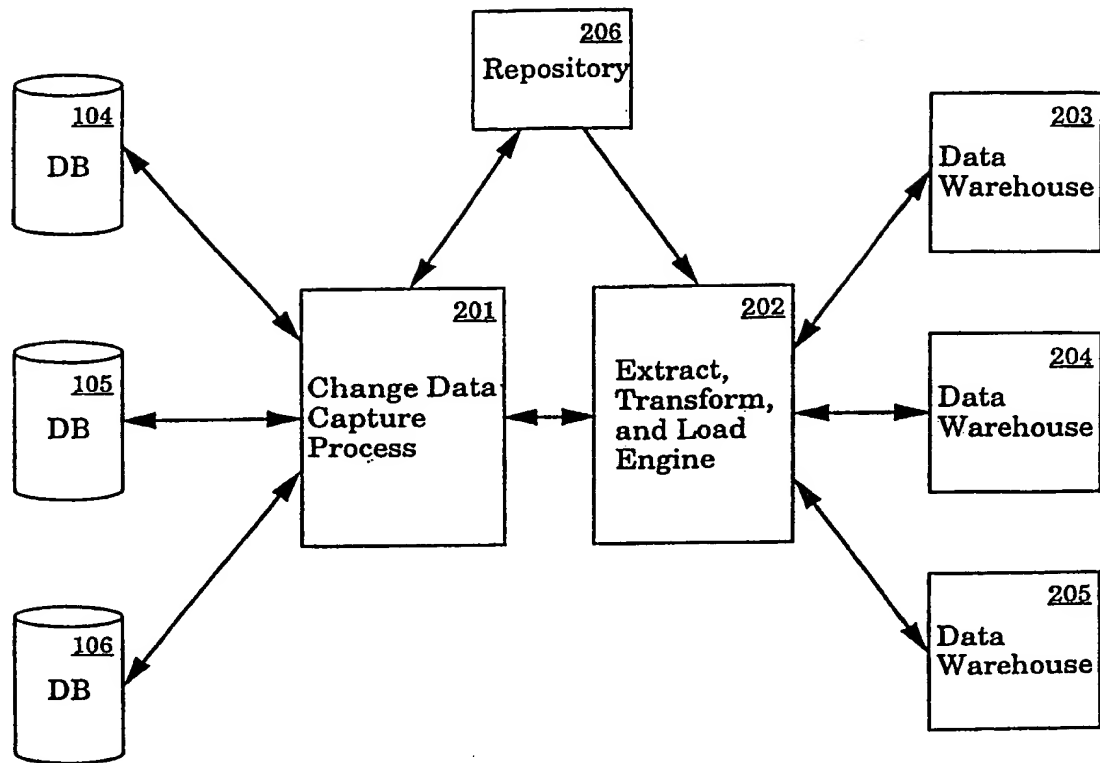 206
Repository
104
DB
203
Data
Warehouse
201
Change Data
Capture
Process
202
Extract,
Transform,
and Load
Engine
105
DB
204
Data
Warehouse
106
DB
205
Data
Warehouse